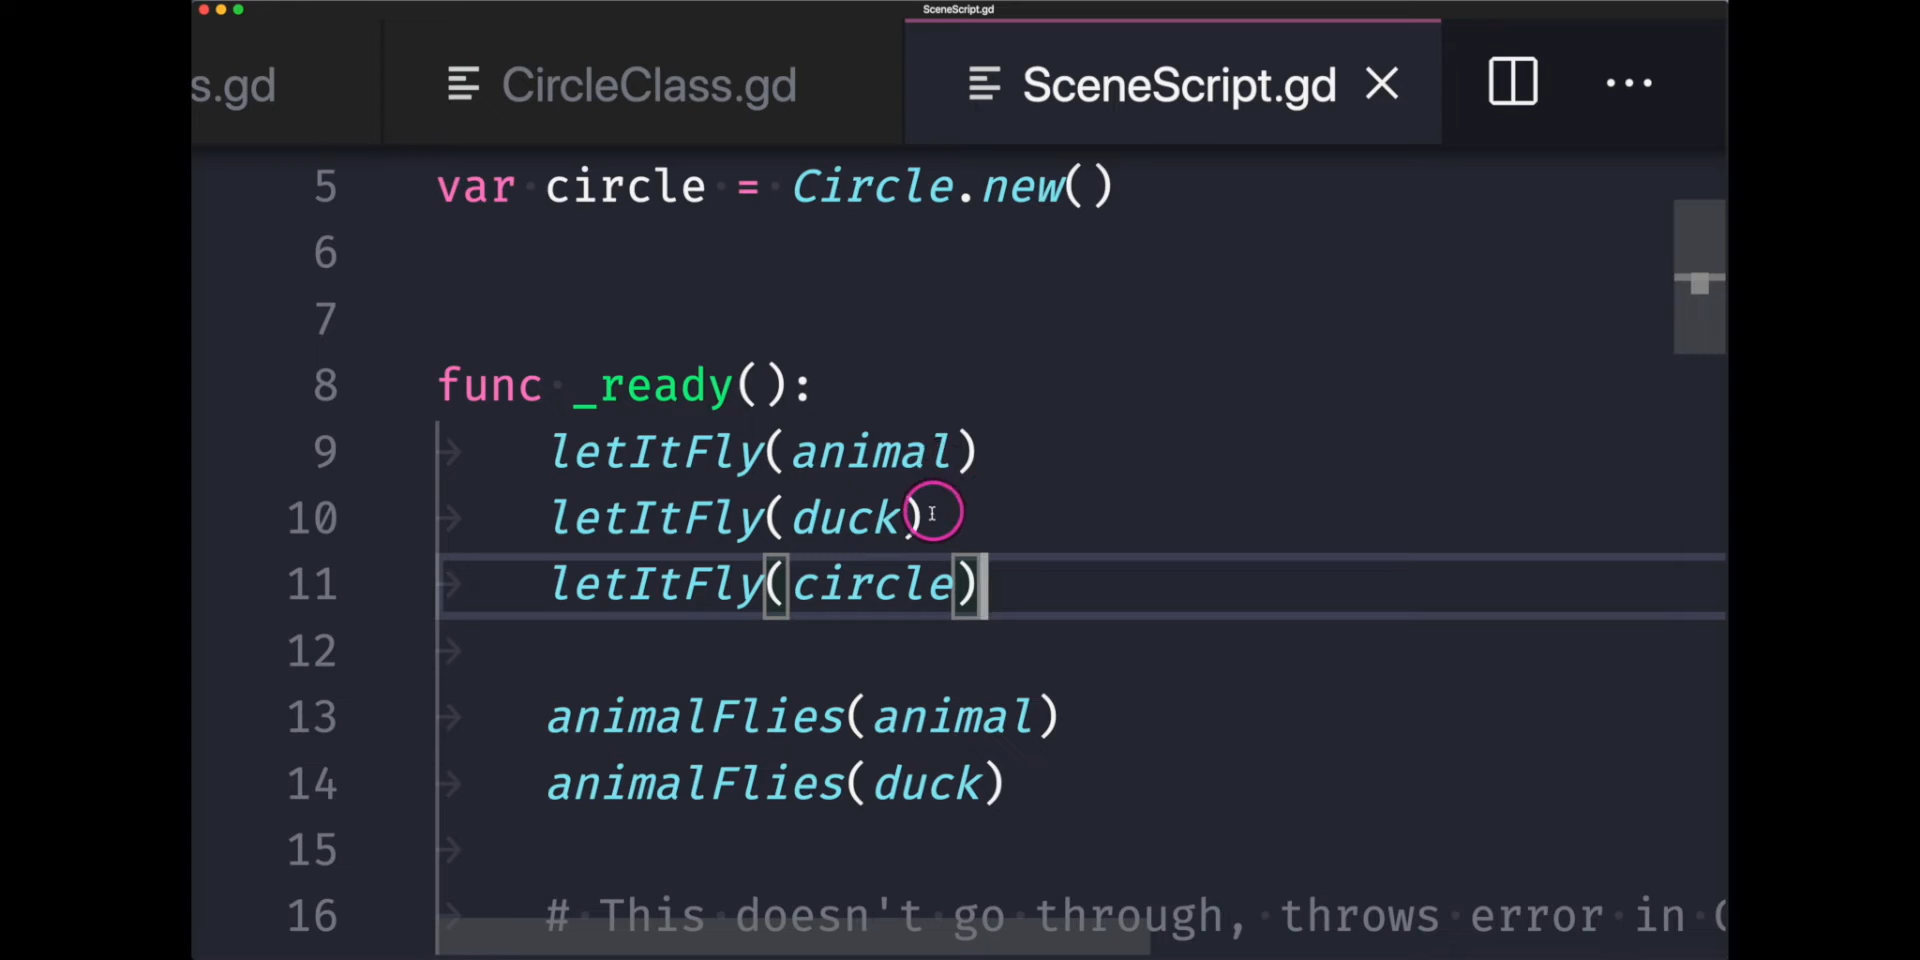 SceneScript.gd
s.gd CircleClass.gd SceneScript.gd
5 var circle = Circle.new()
6
7
8 func _ready():
9 letItFly(animal)
10 letItFly(duck)
11 letItFly(circle)
12
13 animalFlies(animal)
14 animalFlies(duck)
15
16 # This doesn't go through, throws error in